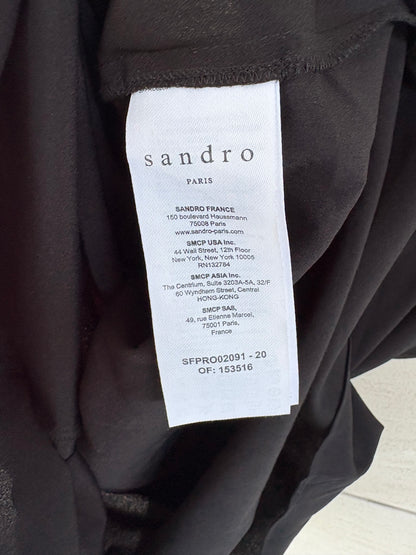 sandro
PARIS
SANDRO FRANCE
150 boulevard Haussmann
75008 Paris
www.sandro-paris.com
SMCP USA Inc.
44 Wall Street, 12th Floor
New York, New York 10005
RN132784
SMCP ASIA Inc.
The Centrium, Suite 3203A-5A, 32/F
60 Wyndham Street, Central
HONG-KONG
SMCP SAS,
49, rue Etienne Marcel,
75001 Paris,
France
SFPRO02091 - 20
OF: 153516